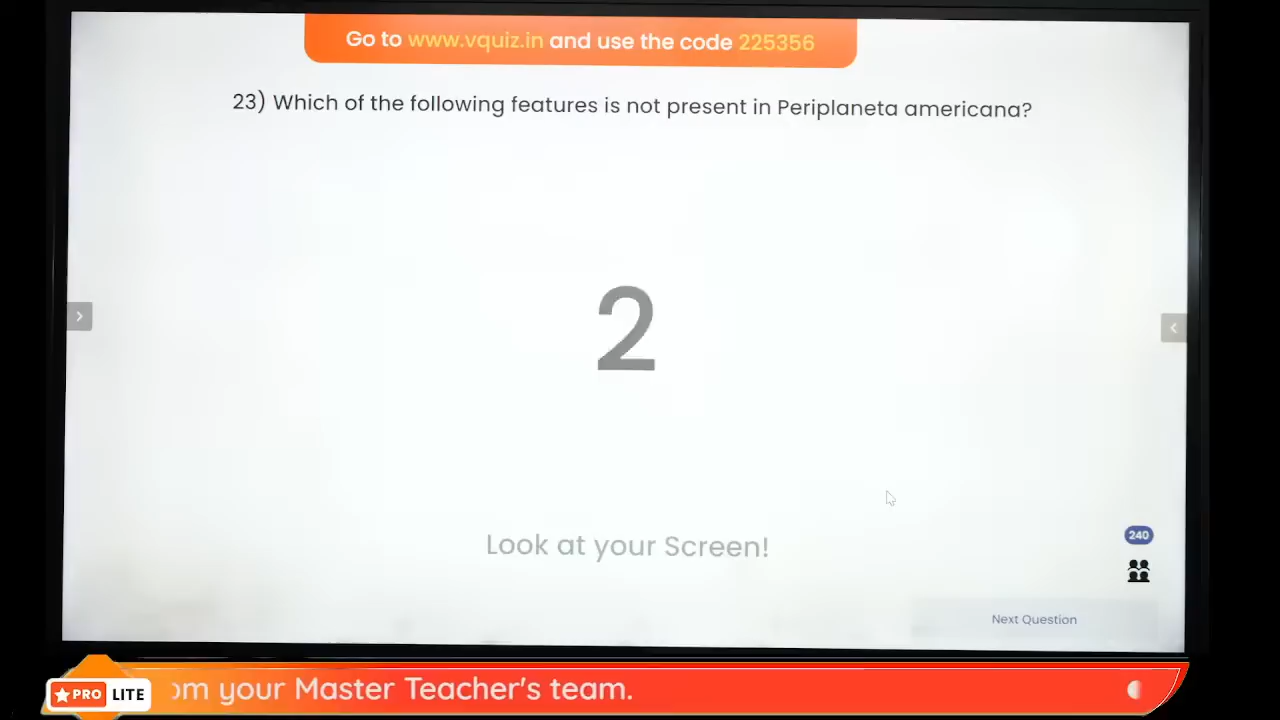 Go to www.vquiz.in and use the code 225356
23) Which of the following features is not present in Periplaneta americana?
2
Look at your Screen!
240
Next Question
PRO LITE
om your Master Teacher's team.